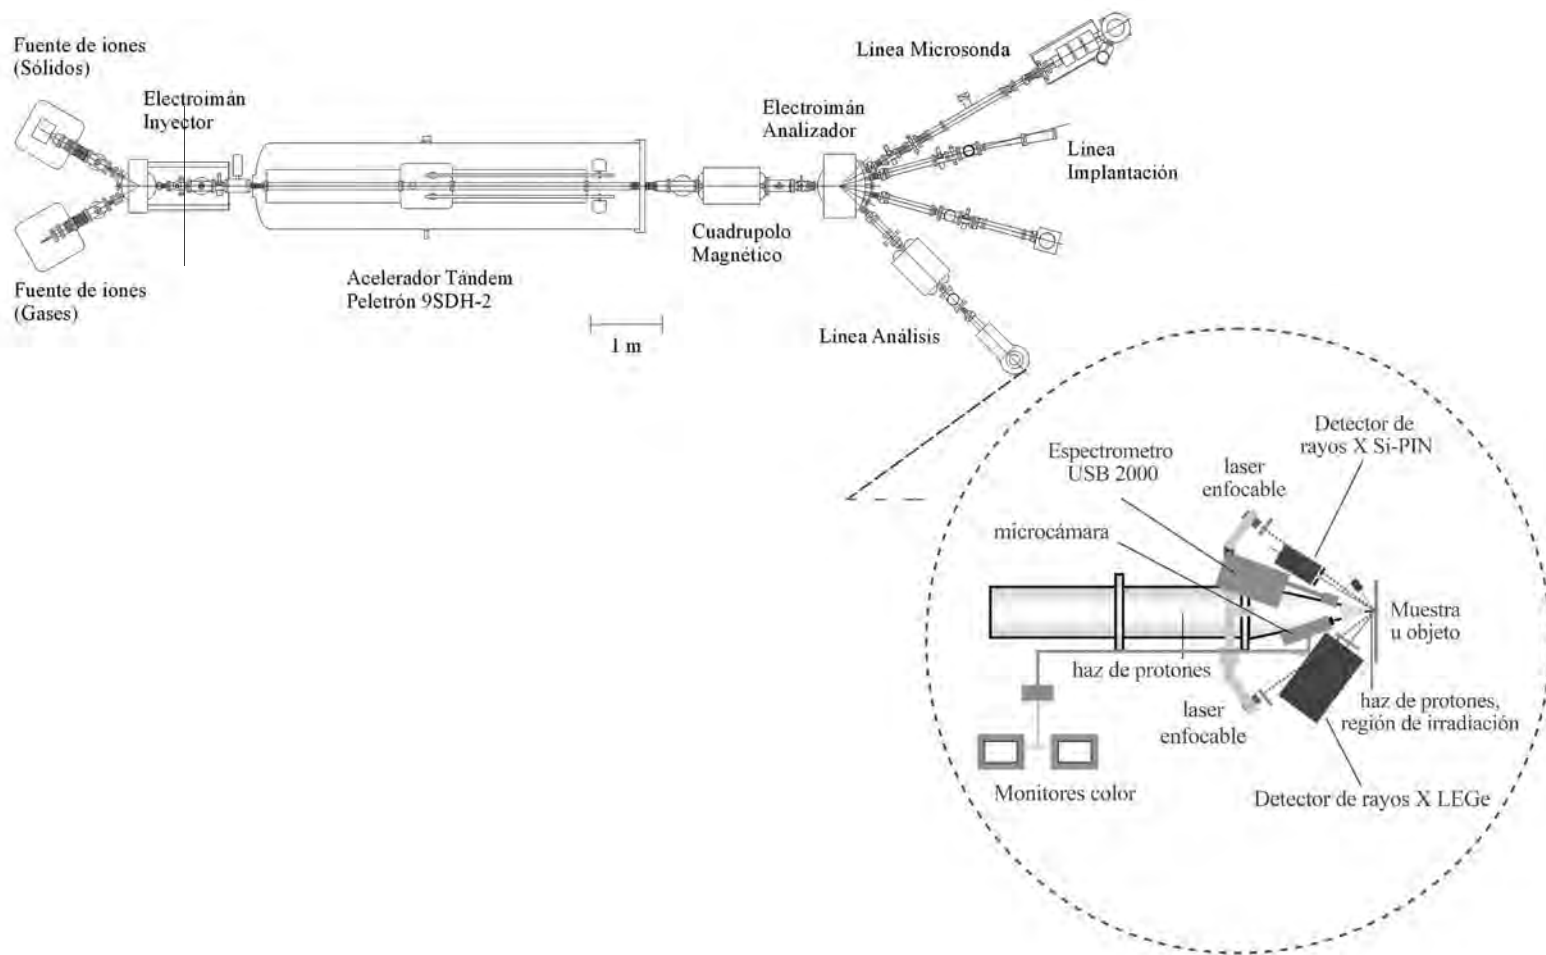 Fuente de iones
(Sólidos)
Electroimán
Inyector
Fuente de iones
(Gases)
Acelerador Tándem
Peletrón 9SDH-2
1 m
Cuadrupolo
Magnético
Electroimán
Analizador
Línea Microsonda
Línea
Implantación
Línea Análisis
Detector de
rayos X Si-PIN
Espectrometro
USB 2000
laser
enfocable
microcámara
Muestra
u objeto
haz de protones
haz de protones,
región de irradiación
laser
enfocable
Monitores color
Detector de rayos X LEGe